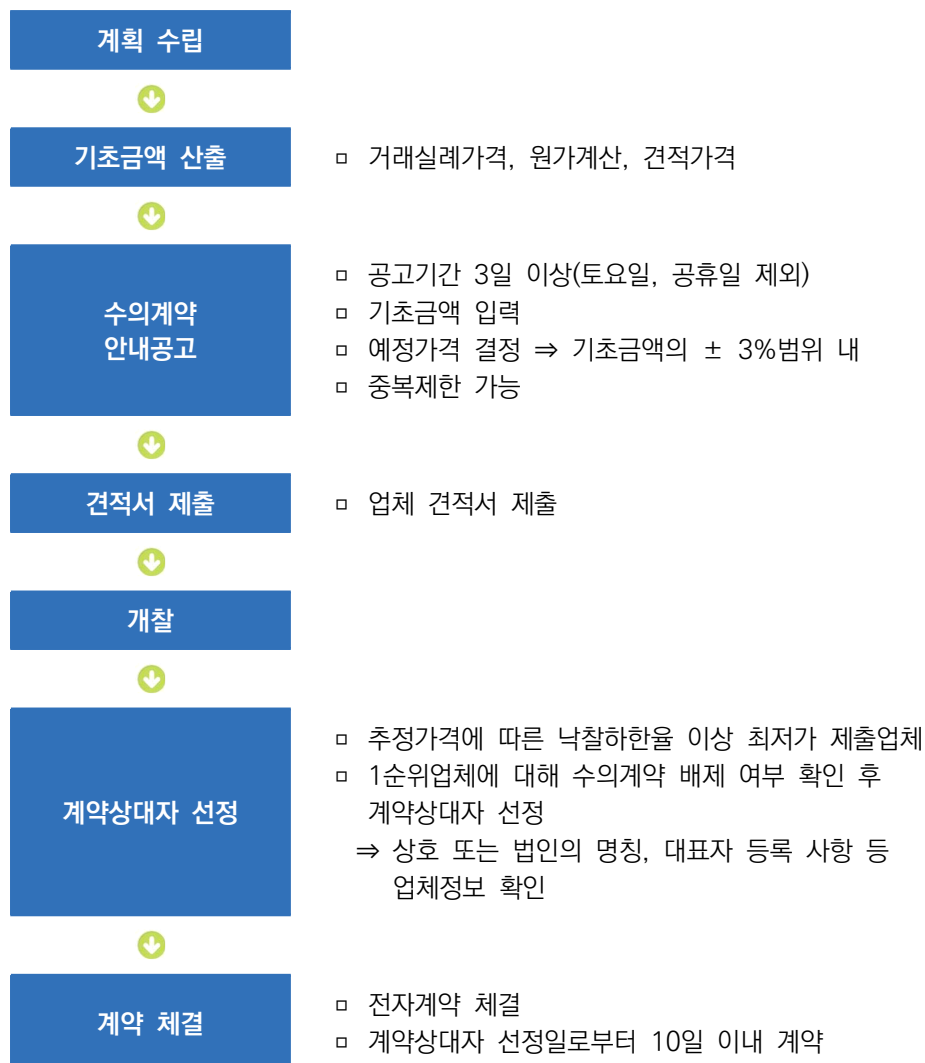 계획 수립
기초금액 산출
▫ 거래실례가격, 원가계산, 견적가격
수의계약
안내공고
▫ 공고기간 3일 이상(토요일, 공휴일 제외)
▫ 기초금액 입력
▫ 예정가격 결정 ⇒ 기초금액의 ± 3%범위 내
▫ 중복제한 가능
견적서 제출
▫ 업체 견적서 제출
개찰
계약상대자 선정
▫ 추정가격에 따른 낙찰하한율 이상 최저가 제출업체
▫ 1순위업체에 대해 수의계약 배제 여부 확인 후
계약상대자 선정
⇒ 상호 또는 법인의 명칭, 대표자 등록 사항 등
업체정보 확인
계약 체결
▫ 전자계약 체결
▫ 계약상대자 선정일로부터 10일 이내 계약